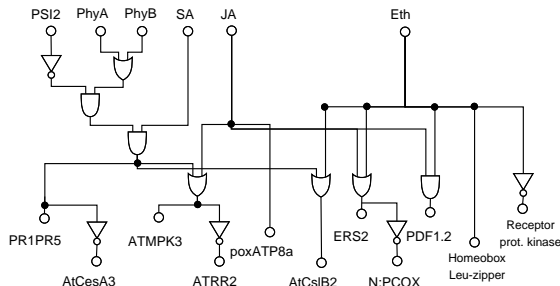 PSI2 PhyA PhyB SA JA Eth
PR1PR5
ATMPK3
poxATP8a
ERS2
PDF1.2
Receptor
prot. kinase
Homeobox
Leu-zipper
AtCesA3
ATRR2
AtCslB2
N:PCOX